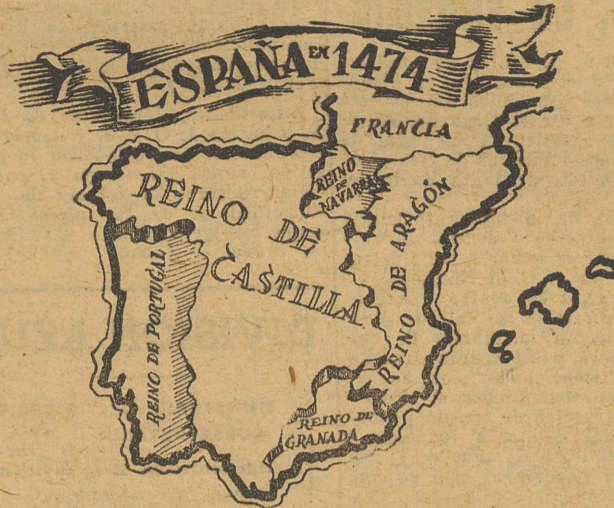 ESPAÑA EN 1474
FRANCIA
REINO
DE
NAVARRA
REINO DE
CASTILLA
REINO DE ARAGÓN
REINO DE PORTUGAL
REINO DE
GRANADA